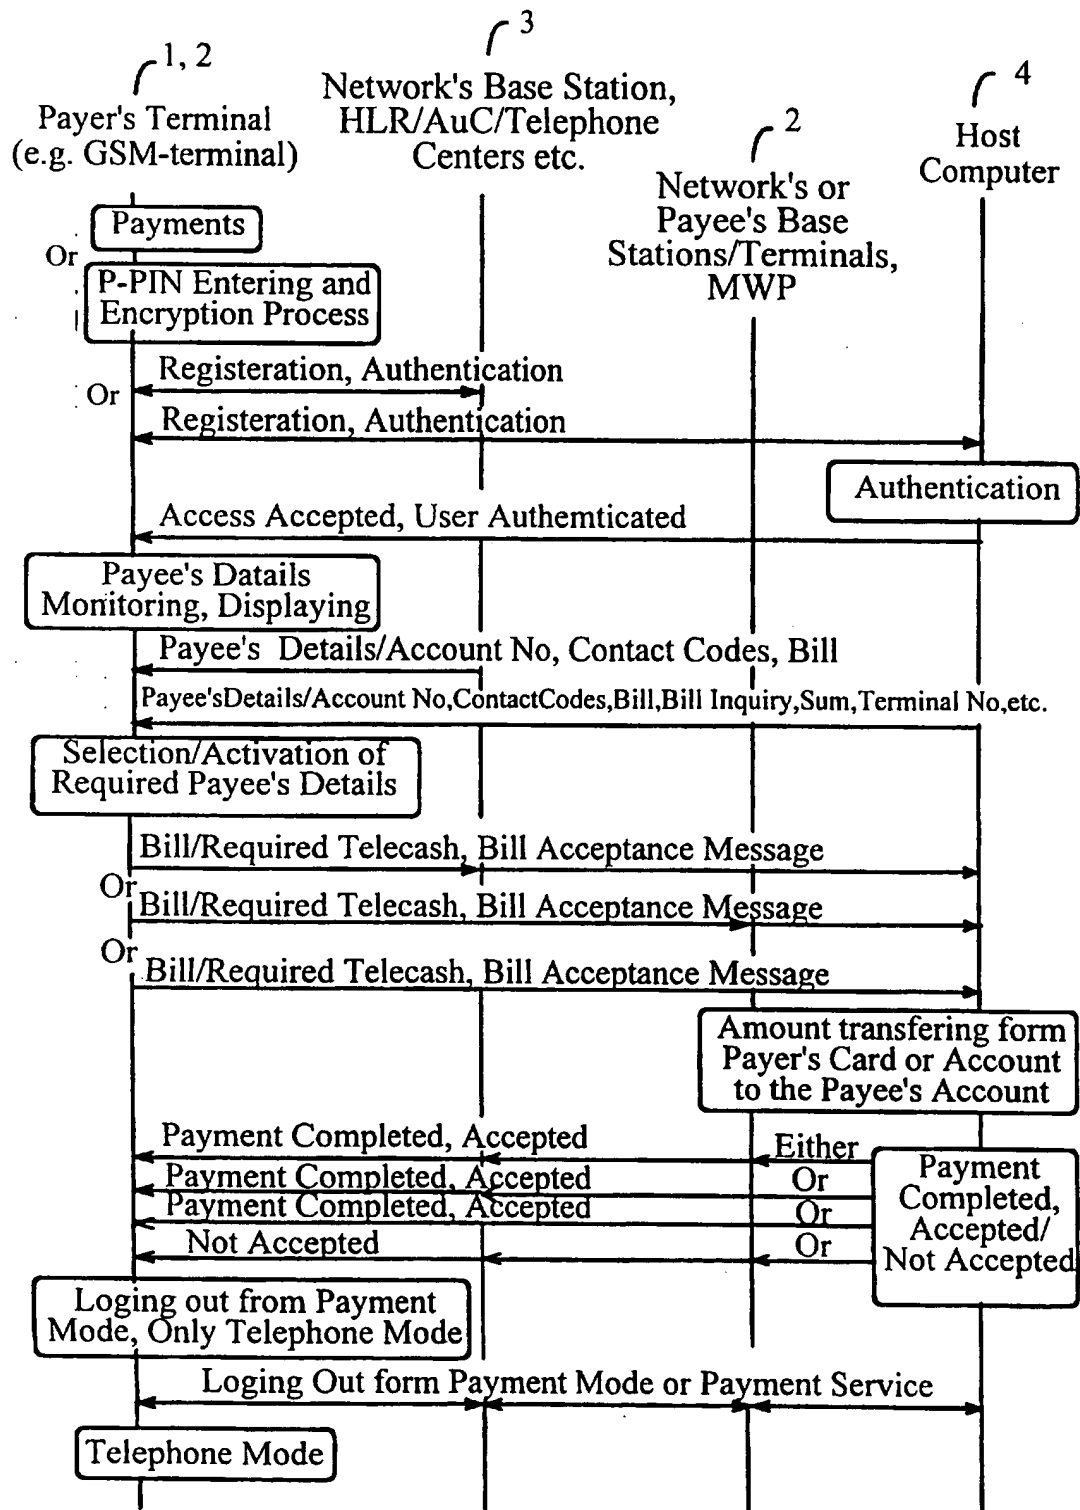 1, 2
Payer's Terminal
(e.g. GSM-terminal)
3
Network's Base Station,
HLR/AuC/Telephone
Centers etc.
2
Network's or
Payee's Base
Stations/Terminals,
MWP
4
Host
Computer
Payments
Or
P-PIN Entering and
Encryption Process
Registeration, Authentication
Or
Registeration, Authentication
Authentication
Access Accepted, User Authemticated
Payee's Datails
Monitoring, Displaying
Payee's Details/Account No, Contact Codes, Bill
Payee'sDetails/Account No,ContactCodes,Bill,Bill Inquiry,Sum,Terminal No,etc.
Selection/Activation of
Required Payee's Details
Bill/Required Telecash, Bill Acceptance Message
Or
Bill/Required Telecash, Bill Acceptance Message
Or
Bill/Required Telecash, Bill Acceptance Message
Amount transfering form
Payer's Card or Account
to the Payee's Account
Payment Completed, Accepted
Either
Payment Completed, Accepted
Or
Payment Completed, Accepted
Or
Not Accepted
Or
Payment
Completed,
Accepted/
Not Accepted
Loging out from Payment
Mode, Only Telephone Mode
Loging Out form Payment Mode or Payment Service
Telephone Mode